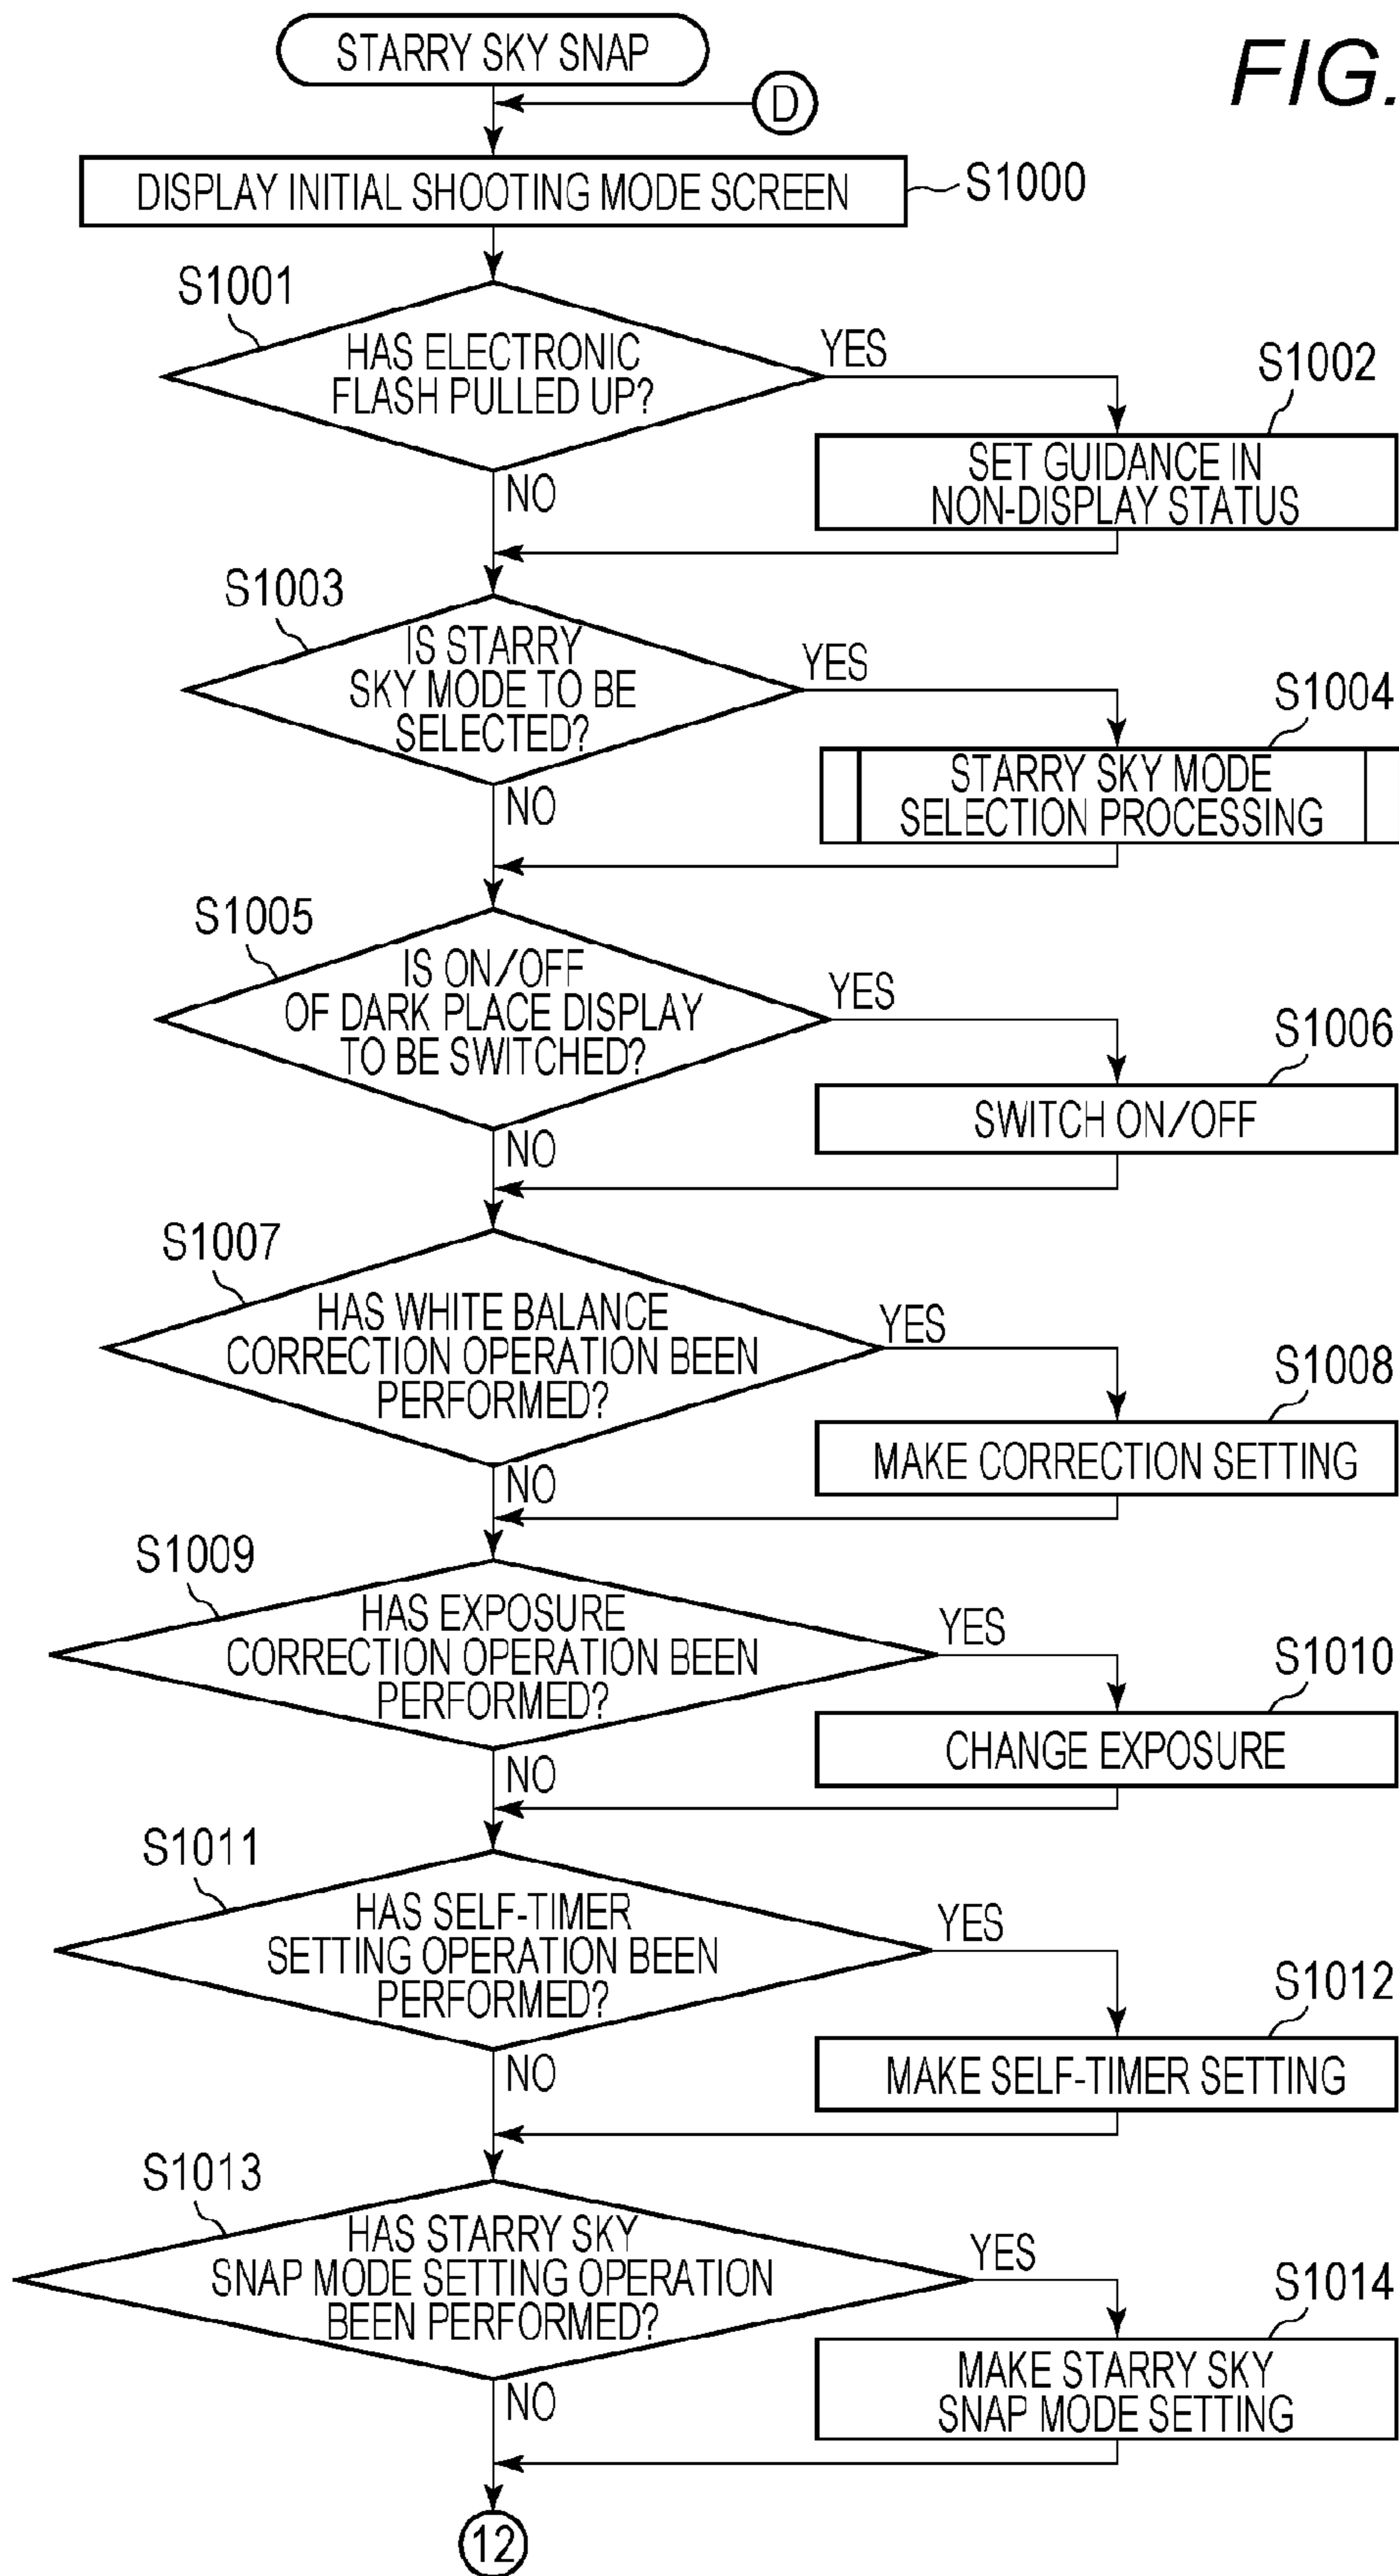 STARRY SKY SNAP
FIG.
D
DISPLAY INITIAL SHOOTING MODE SCREEN
S1000
S1001
HAS ELECTRONIC
FLASH PULLED UP?
YES
S1002
SET GUIDANCE IN
NON-DISPLAY STATUS
NO
S1003
IS STARRY
SKY MODE TO BE
SELECTED?
YES
S1004
STARRY SKY MODE
SELECTION PROCESSING
NO
S1005
IS ON/OFF
OF DARK PLACE DISPLAY
TO BE SWITCHED?
YES
S1006
SWITCH ON/OFF
NO
S1007
HAS WHITE BALANCE
CORRECTION OPERATION BEEN
PERFORMED?
YES
S1008
MAKE CORRECTION SETTING
NO
S1009
HAS EXPOSURE
CORRECTION OPERATION BEEN
PERFORMED?
YES
S1010
CHANGE EXPOSURE
NO
S1011
HAS SELF-TIMER
SETTING OPERATION BEEN
PERFORMED?
YES
S1012
MAKE SELF-TIMER SETTING
NO
S1013
HAS STARRY SKY
SNAP MODE SETTING OPERATION
BEEN PERFORMED?
YES
S1014
MAKE STARRY SKY
SNAP MODE SETTING
NO
12